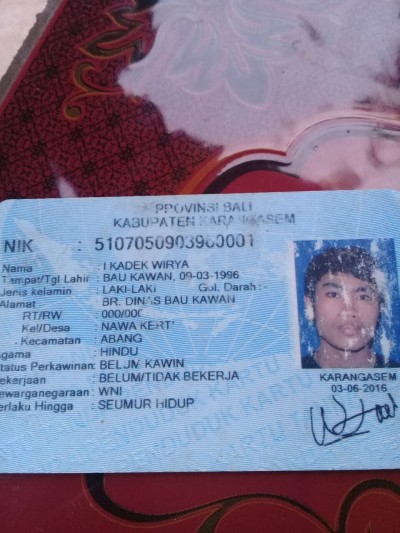 PROVINSI BALI
KABUPATEN KARANGASEM
NIK : 5107050903960001
Nama : I KADEK WIRYA
Tempat/Tgl Lahir : BAU KAWAN, 09-03-1996
Jenis kelamin : LAKI-LAKI Gol. Darah :-
Alamat : BR. DINAS BAU KAWAN
RT/RW : 000/000
Kel/Desa : NAWA KERTI
Kecamatan : ABANG
Agama : HINDU
Status Perkawinan: BELUM KAWIN
Pekerjaan : BELUM/TIDAK BEKERJA
Kewarganegaraan: WNI
Berlaku Hingga : SEUMUR HIDUP
KARANGASEM
03-06-2016